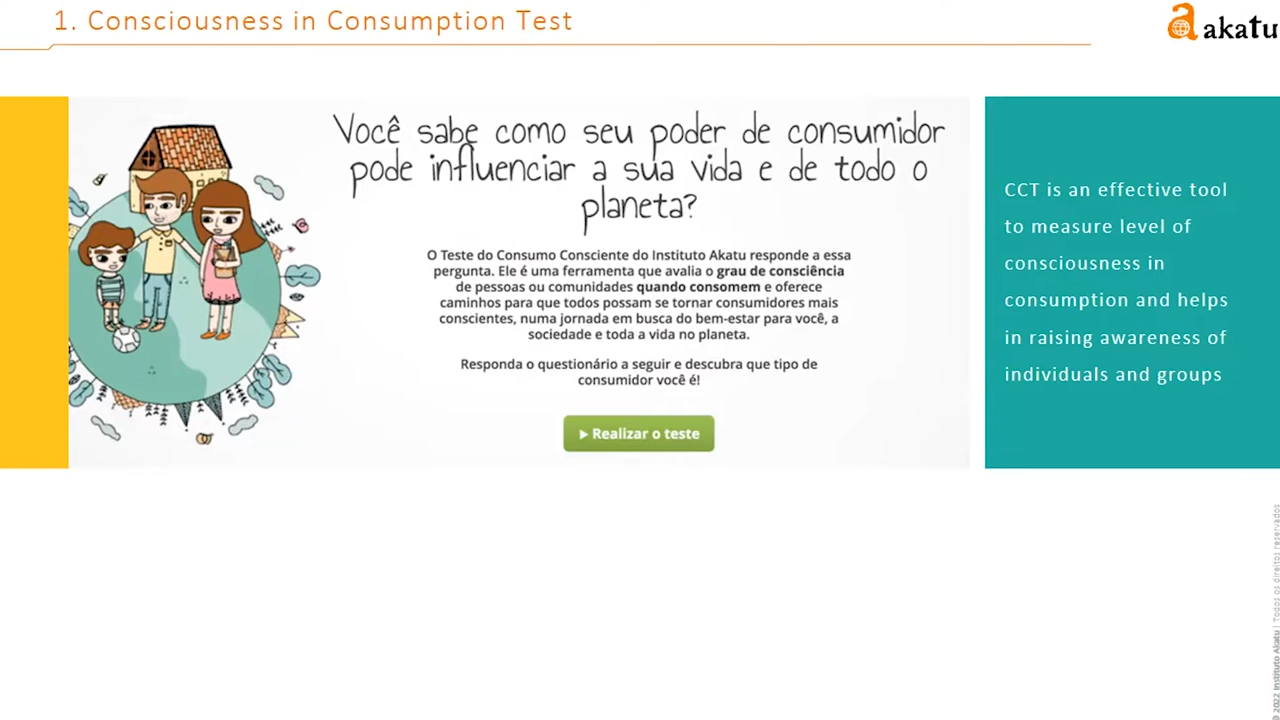 1. Consciousness in Consumption Test
akatu
Você sabe como seu poder de consumidor
pode influenciar a sua vida e de todo o
planeta?
O Teste do Consumo Consciente do Instituto Akatu responde a essa
pergunta. Ele é uma ferramenta que avalia o grau de consciência
de pessoas ou comunidades quando consomem e oferece
caminhos para que todos possam se tornar consumidores mais
conscientes, numa jornada em busca do bem-estar para você, a
sociedade e toda a vida no planeta.
Responda o questionário a seguir e descubra que tipo de
consumidor você é!
Realizar o teste
CCT is an effective tool
to measure level of
consciousness in
consumption and helps
in raising awareness of
individuals and groups
© 2022 Instituto Akatu | Todos os direitos reservados